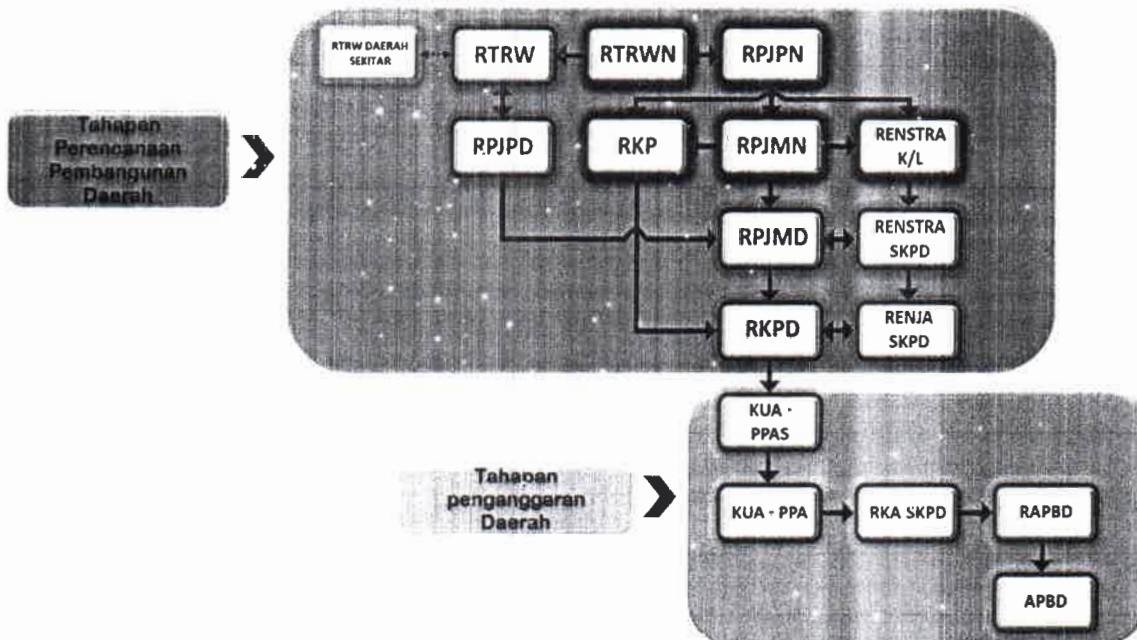 RTRW DAERAH
SEKITAR
RTRW
RTRWN
RPJPN
Tahapan
Perencanaan
Pembangunan
Daerah
RPJPD
RKP
RPJMN
RENSTRA
K/L
RPJMD
RENSTRA
SKPD
RKPD
RENJA
SKPD
KUA -
PPAS
Tahapan
penganggaran
Daerah
KUA - PPA
RKA SKPD
RAPBD
APBD